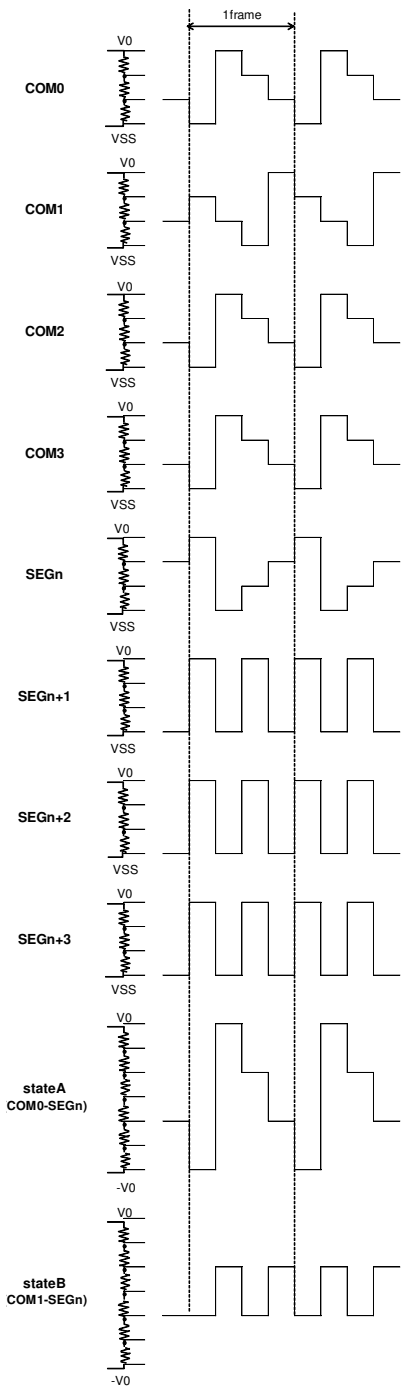 1frame
V0
COM0
VSS
V0
COM1
VSS
V0
COM2
VSS
V0
COM3
VSS
V0
SEGn
VSS
V0
SEGn+1
VSS
V0
SEGn+2
VSS
V0
SEGn+3
VSS
V0
stateA
COM0-SEGn)
-V0
V0
stateB
COM1-SEGn)
-V0